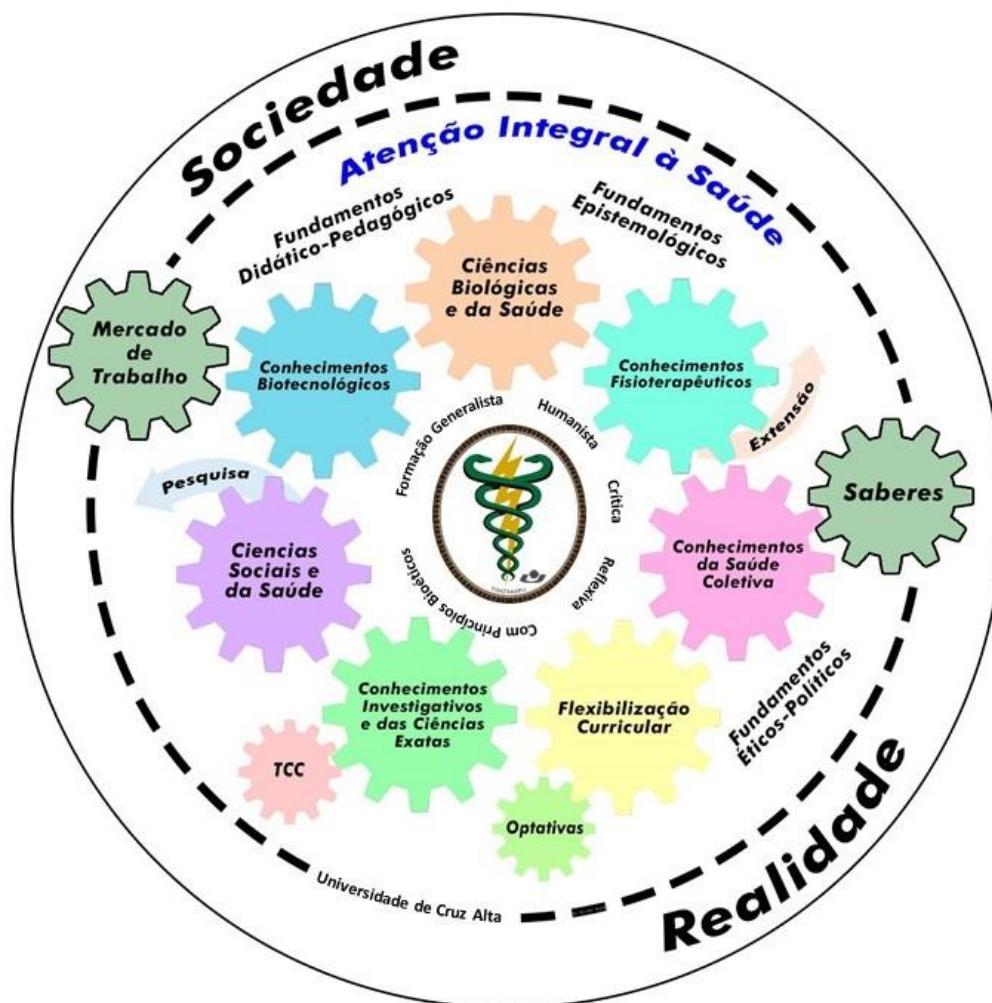 Sociedade
Atenção Integral à Saúde
Fundamentos
Didático-Pedagógicos
Fundamentos
Epistemológicos
Ciências
Biológicas
e da Saúde
Mercado
de
Trabalho
Conhecimentos
Biotecnológicos
Conhecimentos
Fisioterapêuticos
Extensão
Pesquisa
Formação Generalista
Humanista
Crítica
Reflexiva
Com Princípios Bioéticos
FISIOTERAPIA
Saberes
Ciencias
Sociais e
da Saúde
Conhecimentos
da Saúde
Coletiva
Conhecimentos
Investigativos
e das Ciências
Exatas
Flexibilização
Curricular
Fundamentos
Éticos-Políticos
TCC
Optativas
Universidade de Cruz Alta
Realidade